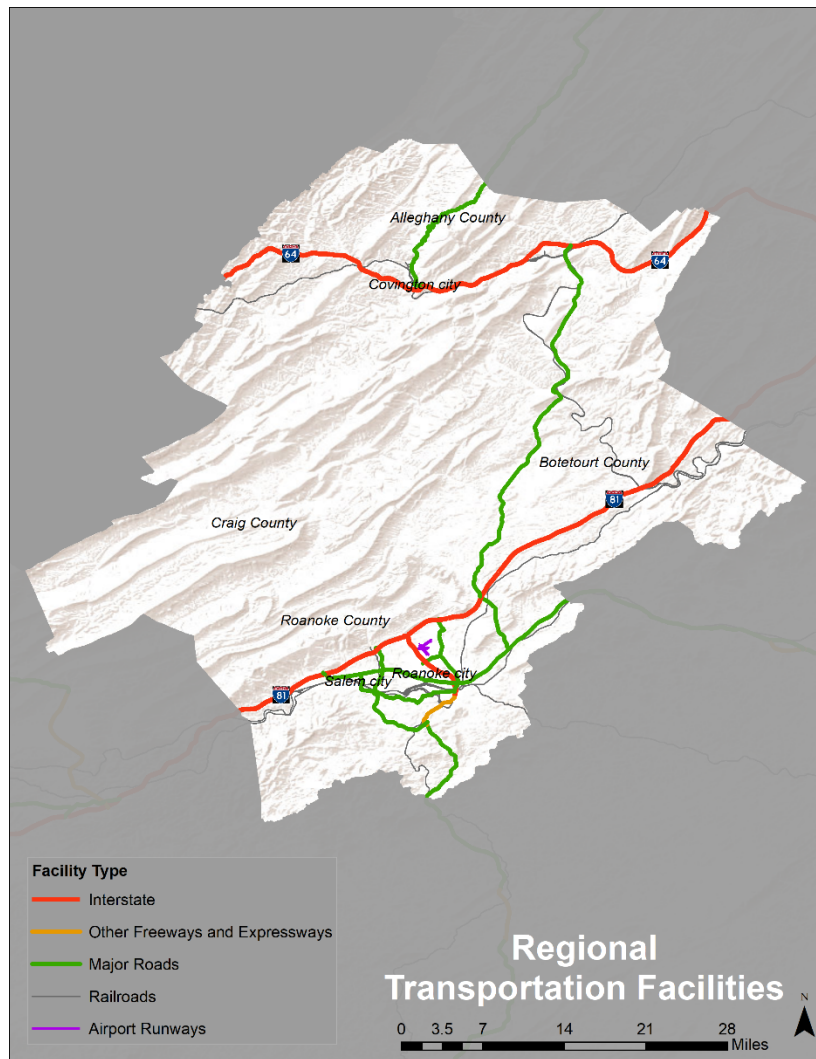 Alleghany County
64
64
Covington city
Botetourt County
81
Craig County
Roanoke County
Roanoke city
Salem city
81
Facility Type
Interstate
Other Freeways and Expressways
Major Roads
Railroads
Airport Runways
Regional
Transportation Facilities
N
0 3.5 7 14 21 28
Miles